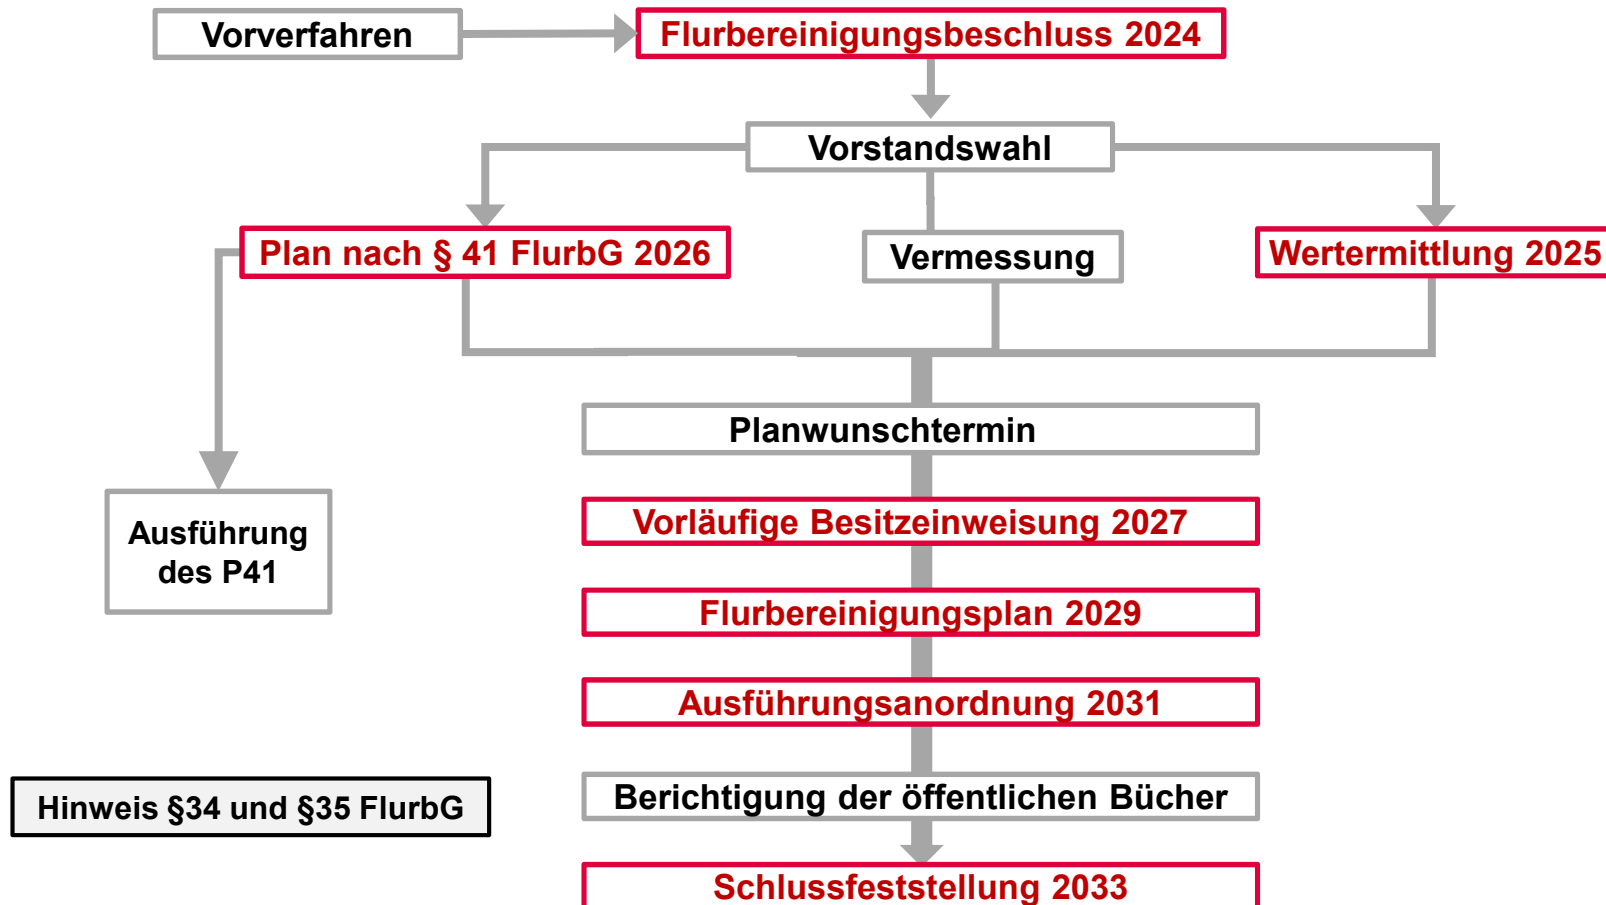 Vorverfahren
Flurbereinigungsbeschluss 2024
Vorstandswahl
Plan nach § 41 FlurbG 2026
Vermessung
Wertermittlung 2025
Planwunschtermin
Vorläufige Besitzeinweisung 2027
Ausführung
des P41
Flurbereinigungsplan 2029
Ausführungsanordnung 2031
Berichtigung der öffentlichen Bücher
Hinweis §34 und §35 FlurbG
Schlussfeststellung 2033